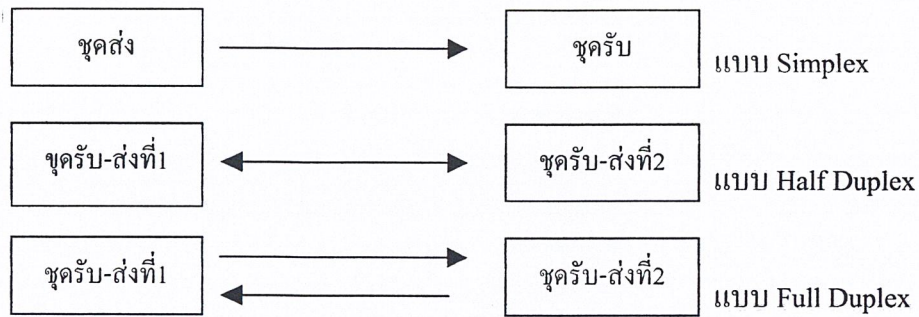 ชุดส่ง ชุดรับ แบบ Simplex
ขุดรับ-ส่งที่1 ชุดรับ-ส่งที่2 แบบ Half Duplex
ชุดรับ-ส่งที่1 ชุดรับ-ส่งที่2 แบบ Full Duplex